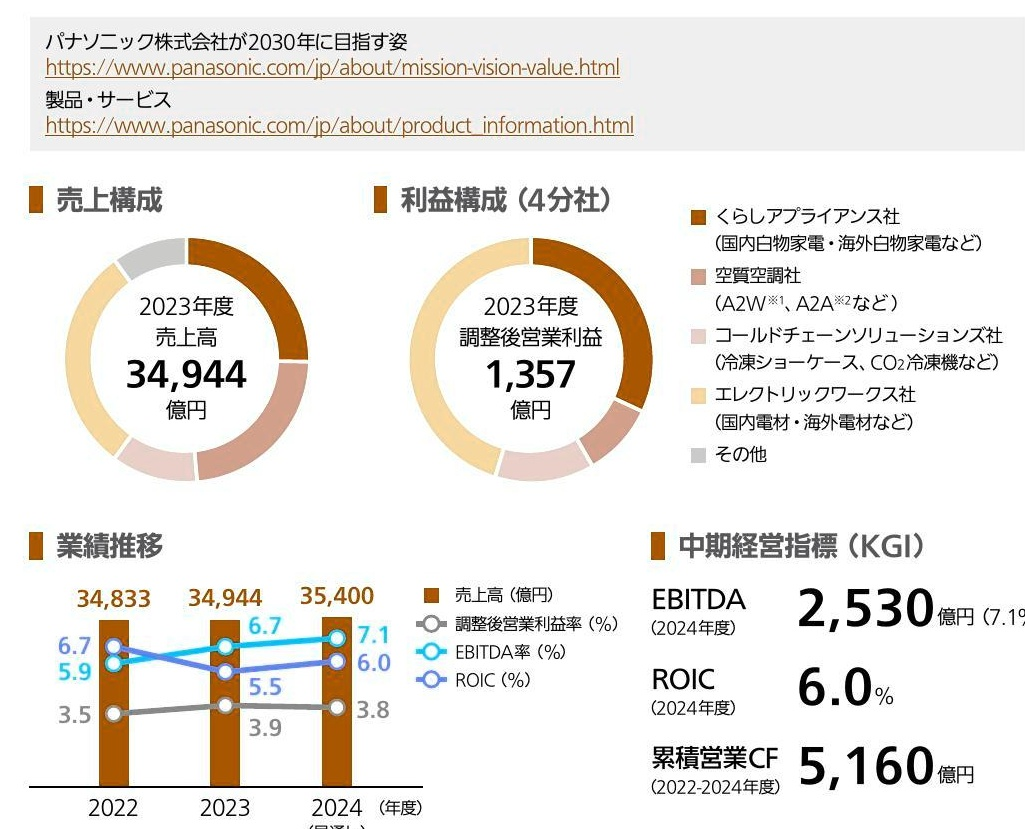 パナソニック株式会社が2030年に目指す姿
https://www.panasonic.com/jp/about/mission-vision-value.html
製品・サービス
https://www.panasonic.com/jp/about/product_information.html
売上構成
2023年度
売上高
34,944
億円
利益構成（4分社）
2023年度
調整後営業利益
1,357
億円
くらしアプライアンス社
（国内白物家電・海外白物家電など）
空質空調社
（A2W※1、A2A※2など）
コールドチェーンソリューションズ社
（冷凍ショーケース、CO2冷凍機など）
エレクトリックワークス社
（国内電材・海外電材など）
その他
業績推移
34,833 34,944 35,400
6.7 5.9 3.5
6.7 5.5 3.9
7.1 6.0 3.8
2022 2023 2024 （年度）
売上高（億円）
調整後営業利益率（%）
EBITDA率（%）
ROIC（%）
中期経営指標（KGI）
EBITDA
（2024年度）
2,530億円（7.1%
ROIC
（2024年度）
6.0%
累積営業CF
（2022-2024年度）
5,160億円